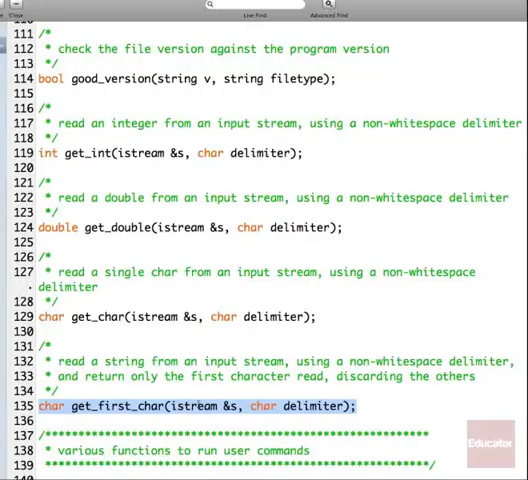 Close
Live Find
Advanced Find
111 /*
112  * check the file version against the program version
113  */
114 bool good_version(string v, string filetype);
115
116 /*
117  * read an integer from an input stream, using a non-whitespace delimiter
118  */
119 int get_int(istream &s, char delimiter);
120
121 /*
122  * read a double from an input stream, using a non-whitespace delimiter
123  */
124 double get_double(istream &s, char delimiter);
125
126 /*
127  * read a single char from an input stream, using a non-whitespace
· delimiter
128  */
129 char get_char(istream &s, char delimiter);
130
131 /*
132  * read a string from an input stream, using a non-whitespace delimiter,
133  * and return only the first character read, discarding the others
134  */
135 char get_first_char(istream &s, char delimiter);
136
137 /*****************************************************
138  * various functions to run user commands
139  *****************************************************/
Educator